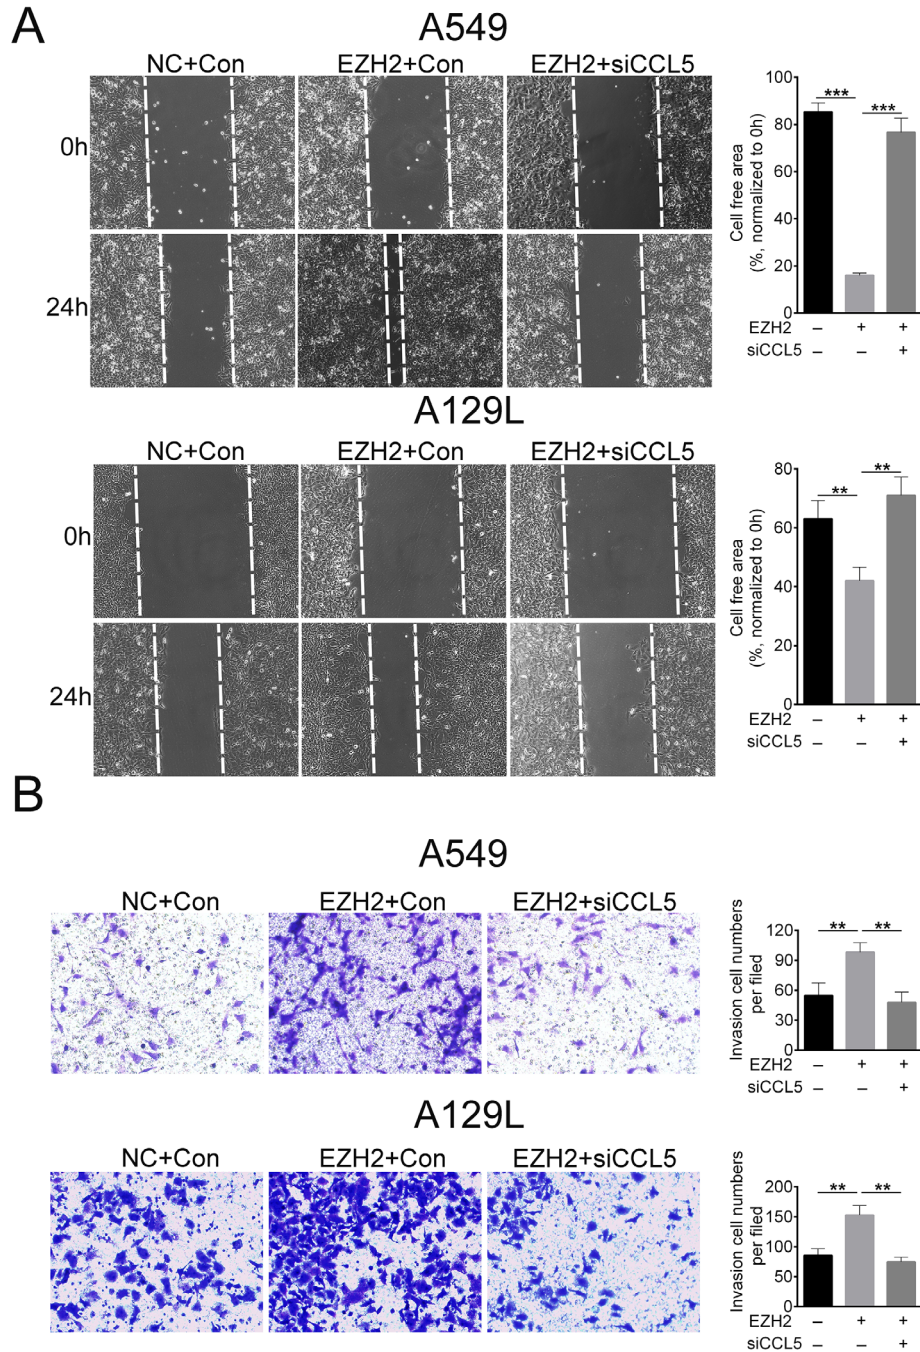 A
A549
NC+Con EZH2+Con EZH2+siCCL5
0h
24h
Cell free area
(%, normalized to 0h)
100
80
60
40
20
0
*** ***
EZH2 – + +
siCCL5 – – +
A129L
NC+Con EZH2+Con EZH2+siCCL5
0h
24h
Cell free area
(%, normalized to 0h)
80
60
40
20
0
** **
EZH2 – + +
siCCL5 – – +
B
A549
NC+Con EZH2+Con EZH2+siCCL5
Invasion cell numbers
per filed
120
90
60
30
0
** **
EZH2 – + +
siCCL5 – – +
A129L
NC+Con EZH2+Con EZH2+siCCL5
Invasion cell numbers
per filed
200
150
100
50
0
** **
EZH2 – + +
siCCL5 – – +